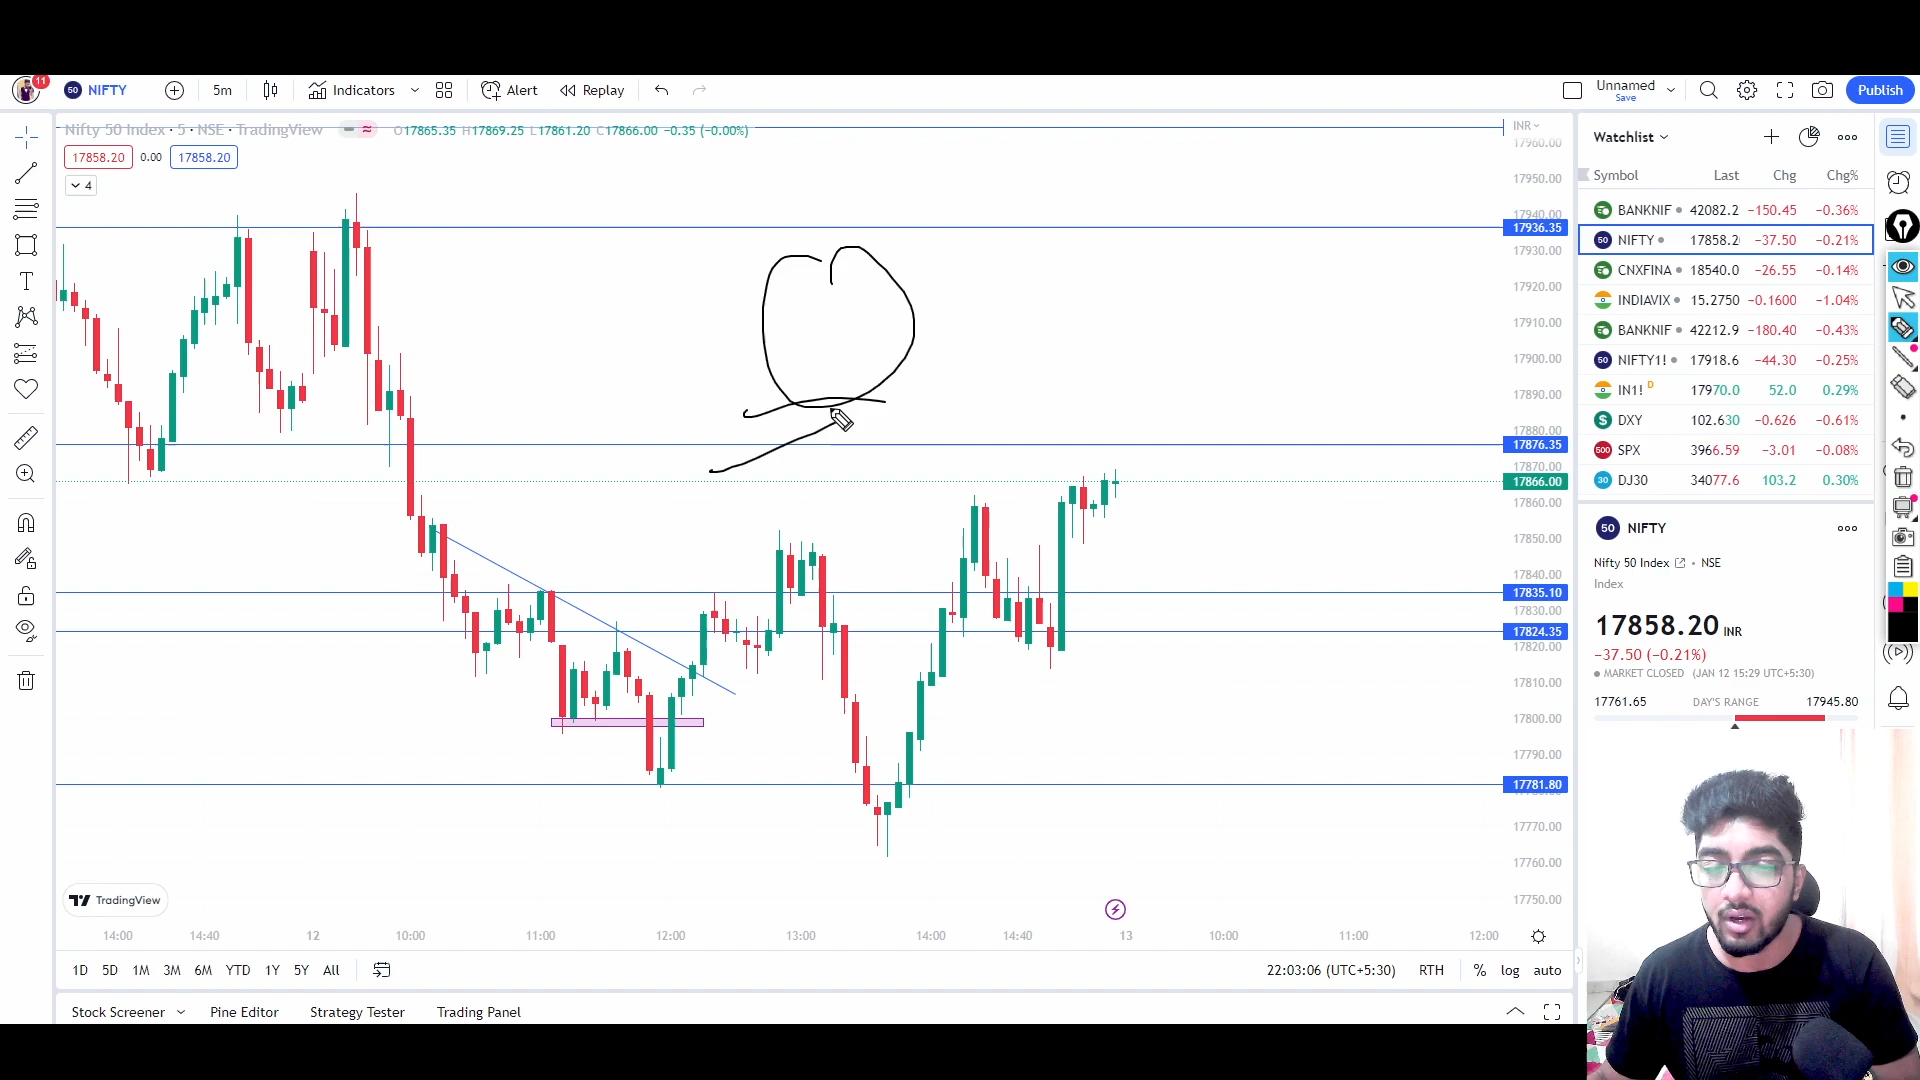 11
50 NIFTY
5m
Indicators
Alert
Replay
Unnamed
Save
Publish
Nifty 50 Index · 5 · NSE · TradingView
O17865.35 H17869.25 L17861.20 C17866.00 −0.35 (−0.00%)
17858.20 0.00 17858.20
4
INR
17960.00
17950.00
17940.00
17936.35
17930.00
17920.00
17910.00
17900.00
17890.00
17880.00
17876.35
17870.00
17866.00
17860.00
17850.00
17840.00
17835.10
17830.00
17824.35
17820.00
17810.00
17800.00
17790.00
17781.80
17770.00
17760.00
17750.00
TradingView
14:00 14:40 12 10:00 11:00 12:00 13:00 14:00 14:40 13 10:00 11:00 12:00
1D 5D 1M 3M 6M YTD 1Y 5Y All
22:03:06 (UTC+5:30) RTH % log auto
Stock Screener Pine Editor Strategy Tester Trading Panel
Watchlist
Symbol Last Chg Chg%
BANKNIF 42082.2 −150.45 −0.36%
50 NIFTY 17858.2 −37.50 −0.21%
CNXFINA 18540.0 −26.55 −0.14%
INDIAVIX 15.2750 −0.1600 −1.04%
BANKNIF 42212.9 −180.40 −0.43%
50 NIFTY1! 17918.6 −44.30 −0.25%
IN1! D 17970.0 52.0 0.29%
$ DXY 102.630 −0.626 −0.61%
500 SPX 3966.59 −3.01 −0.08%
30 DJ30 34077.6 103.2 0.30%
50 NIFTY
Nifty 50 Index • NSE
Index
17858.20 INR
−37.50 (−0.21%)
MARKET CLOSED (JAN 12 15:29 UTC+5:30)
17761.65 DAY'S RANGE 17945.80